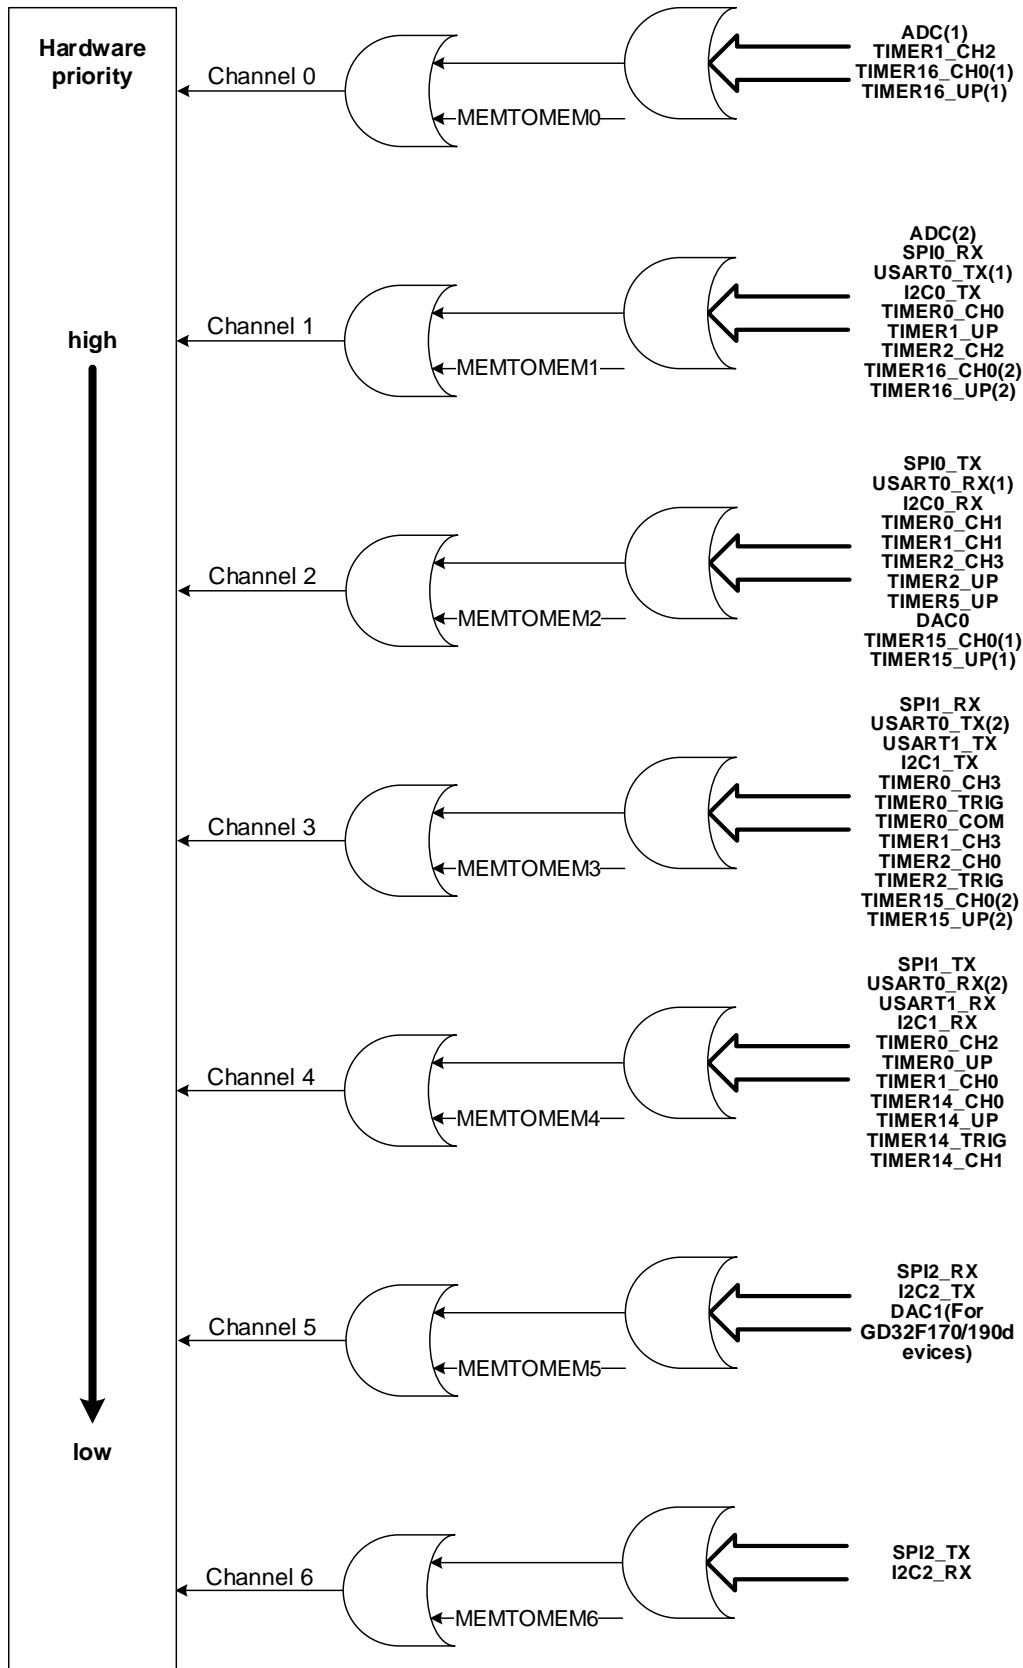 Hardware
priority
high
low
Channel 0
MEMTOMEM0
ADC(1)
TIMER1_CH2
TIMER16_CH0(1)
TIMER16_UP(1)
Channel 1
MEMTOMEM1
ADC(2)
SPI0_RX
USART0_TX(1)
I2C0_TX
TIMER0_CH0
TIMER1_UP
TIMER2_CH2
TIMER16_CH0(2)
TIMER16_UP(2)
Channel 2
MEMTOMEM2
SPI0_TX
USART0_RX(1)
I2C0_RX
TIMER0_CH1
TIMER1_CH1
TIMER2_CH3
TIMER2_UP
TIMER5_UP
DAC0
TIMER15_CH0(1)
TIMER15_UP(1)
Channel 3
MEMTOMEM3
SPI1_RX
USART0_TX(2)
USART1_TX
I2C1_TX
TIMER0_CH3
TIMER0_TRIG
TIMER0_COM
TIMER1_CH3
TIMER2_CH0
TIMER2_TRIG
TIMER15_CH0(2)
TIMER15_UP(2)
Channel 4
MEMTOMEM4
SPI1_TX
USART0_RX(2)
USART1_RX
I2C1_RX
TIMER0_CH2
TIMER0_UP
TIMER1_CH0
TIMER14_CH0
TIMER14_UP
TIMER14_TRIG
TIMER14_CH1
Channel 5
MEMTOMEM5
SPI2_RX
I2C2_TX
DAC1(For
GD32F170/190d
evices)
Channel 6
MEMTOMEM6
SPI2_TX
I2C2_RX